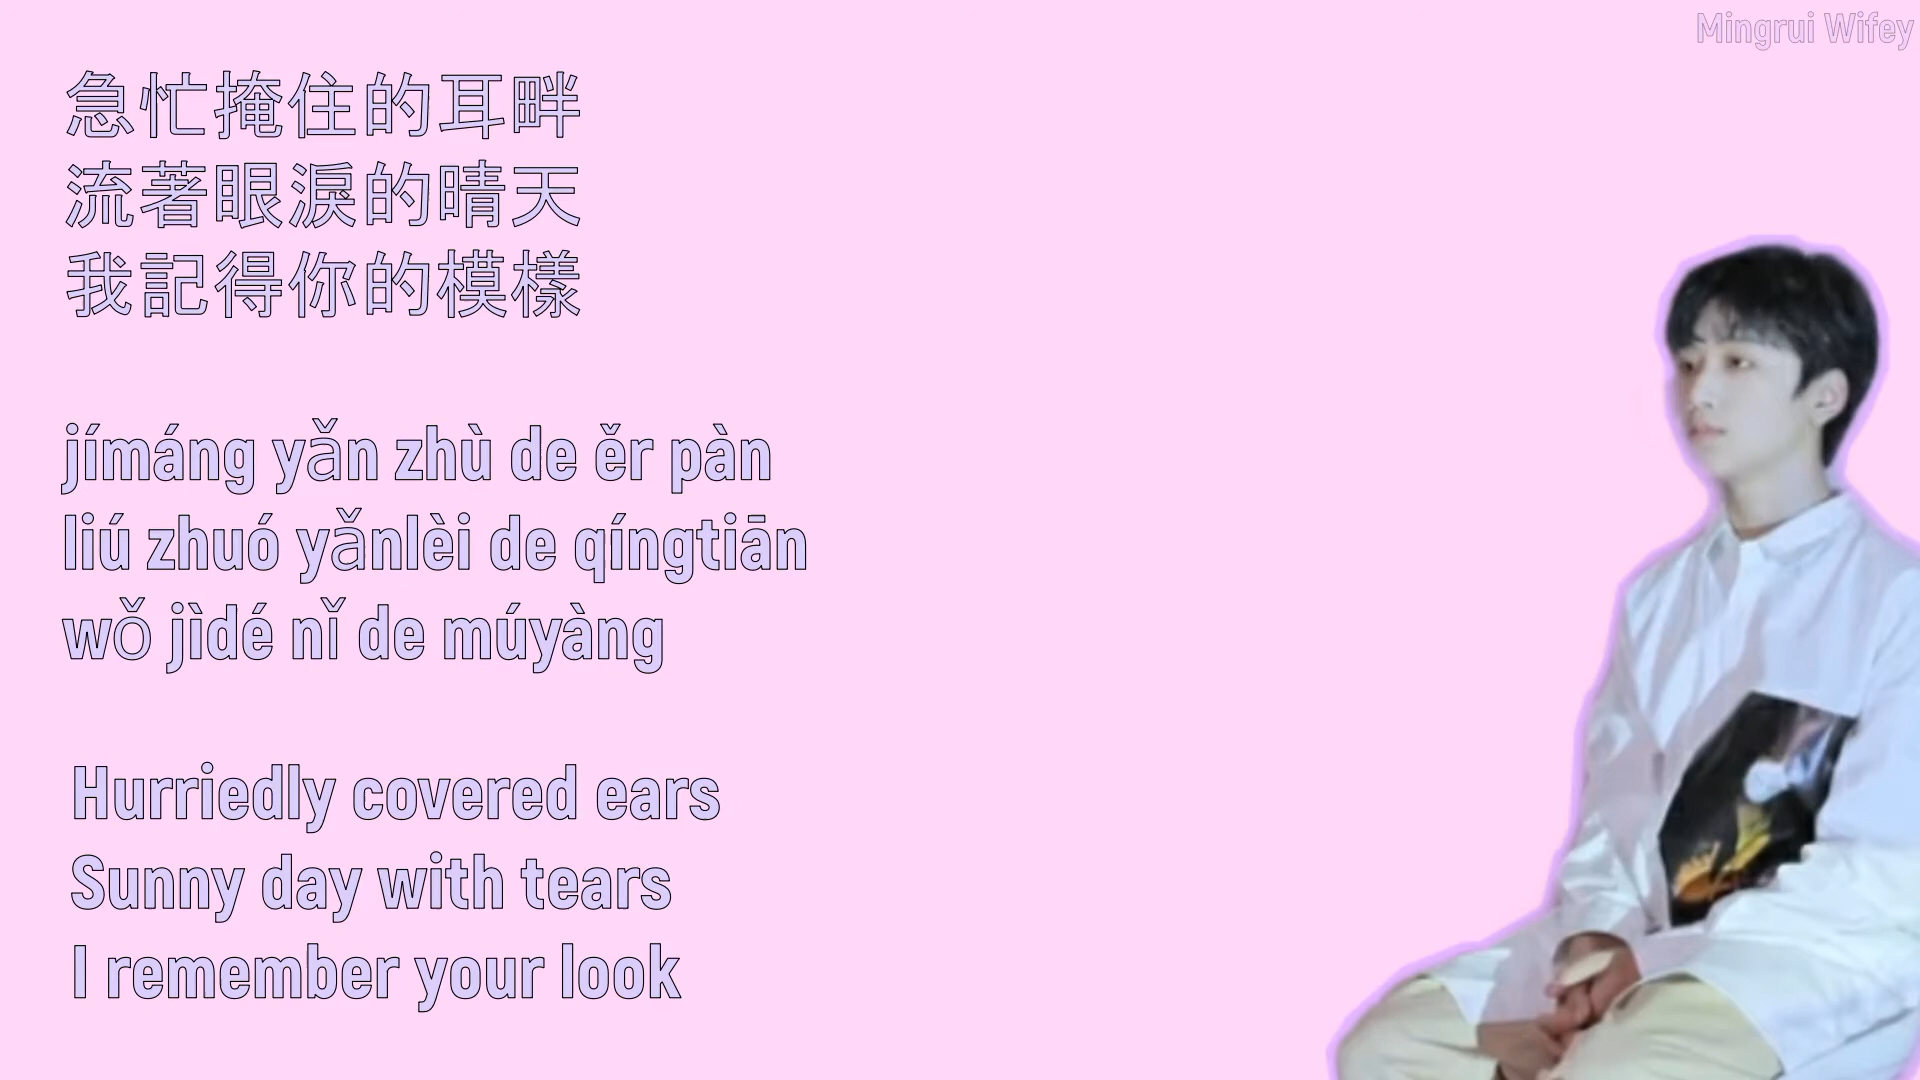 Mingrui Wifey
急忙掩住的耳畔
流著眼淚的晴天
我記得你的模樣
jímáng yǎn zhù de ěr pàn
liú zhuó yǎnlèi de qíngtiān
wǒ jìdé nǐ de múyàng
Hurriedly covered ears
Sunny day with tears
I remember your look